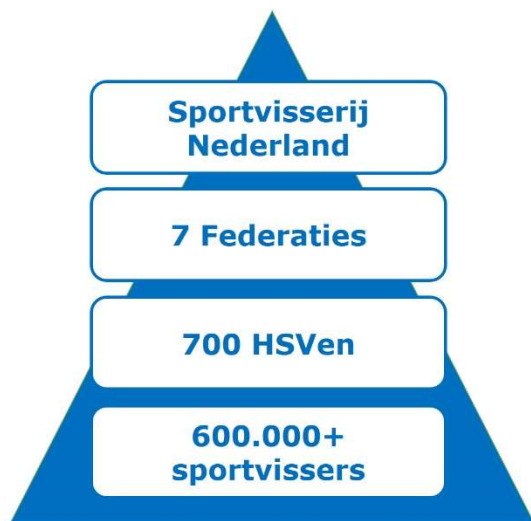 Sportvisserij
Nederland
7 Federaties
700 HSVen
600.000+
sportvissers